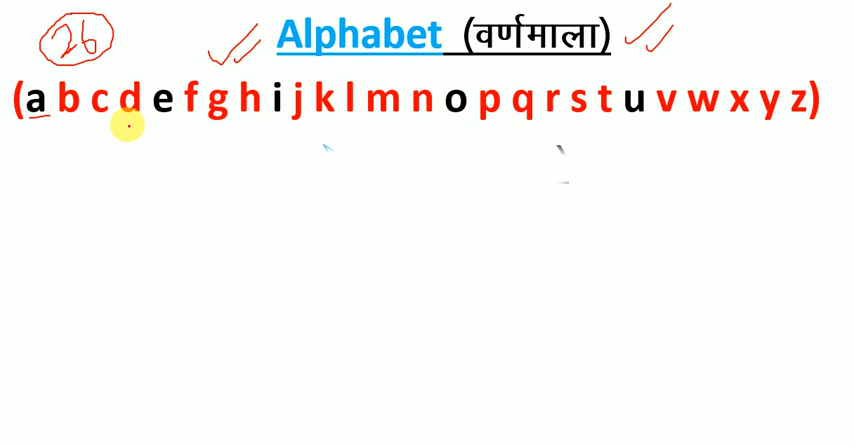 26
Alphabet (वर्णमाला)
(a b c d e f g h i j k l m n o p q r s t u v w x y z)